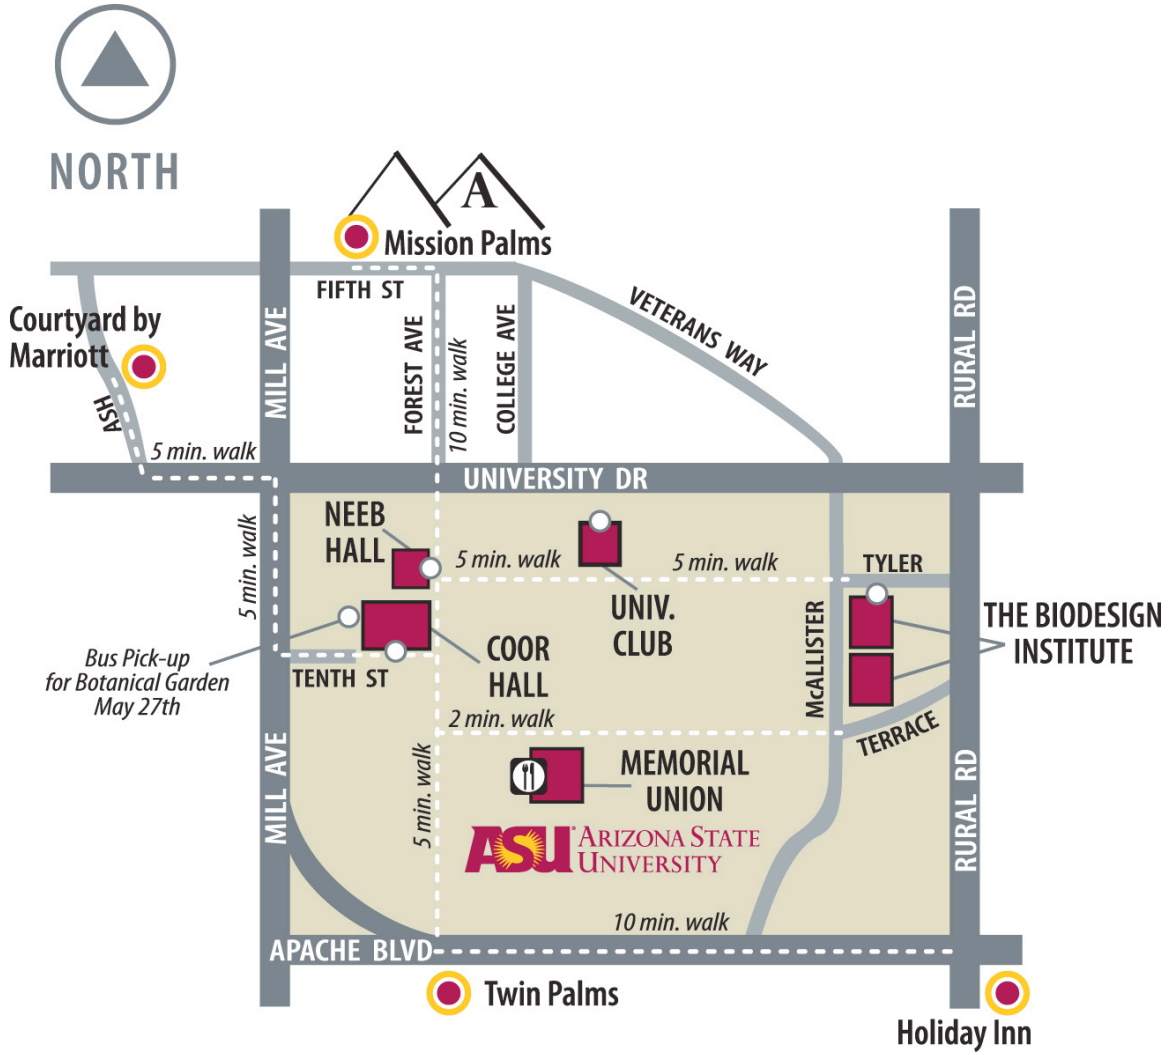 NORTH
A
Mission Palms
FIFTH ST
Courtyard by
Marriott
ASH
MILL AVE
FOREST AVE
10 min. walk
COLLEGE AVE
VETERANS WAY
RURAL RD
5 min. walk
UNIVERSITY DR
NEEB
HALL
5 min. walk
5 min. walk
5 min. walk
TYLER
UNIV.
CLUB
McALLISTER
THE BIODESIGN
INSTITUTE
Bus Pick-up
for Botanical Garden
May 27th
TENTH ST
COOR
HALL
2 min. walk
TERRACE
MILL AVE
5 min. walk
MEMORIAL
UNION
RURAL RD
ASU
ARIZONA STATE
UNIVERSITY
10 min. walk
APACHE BLVD
Twin Palms
Holiday Inn